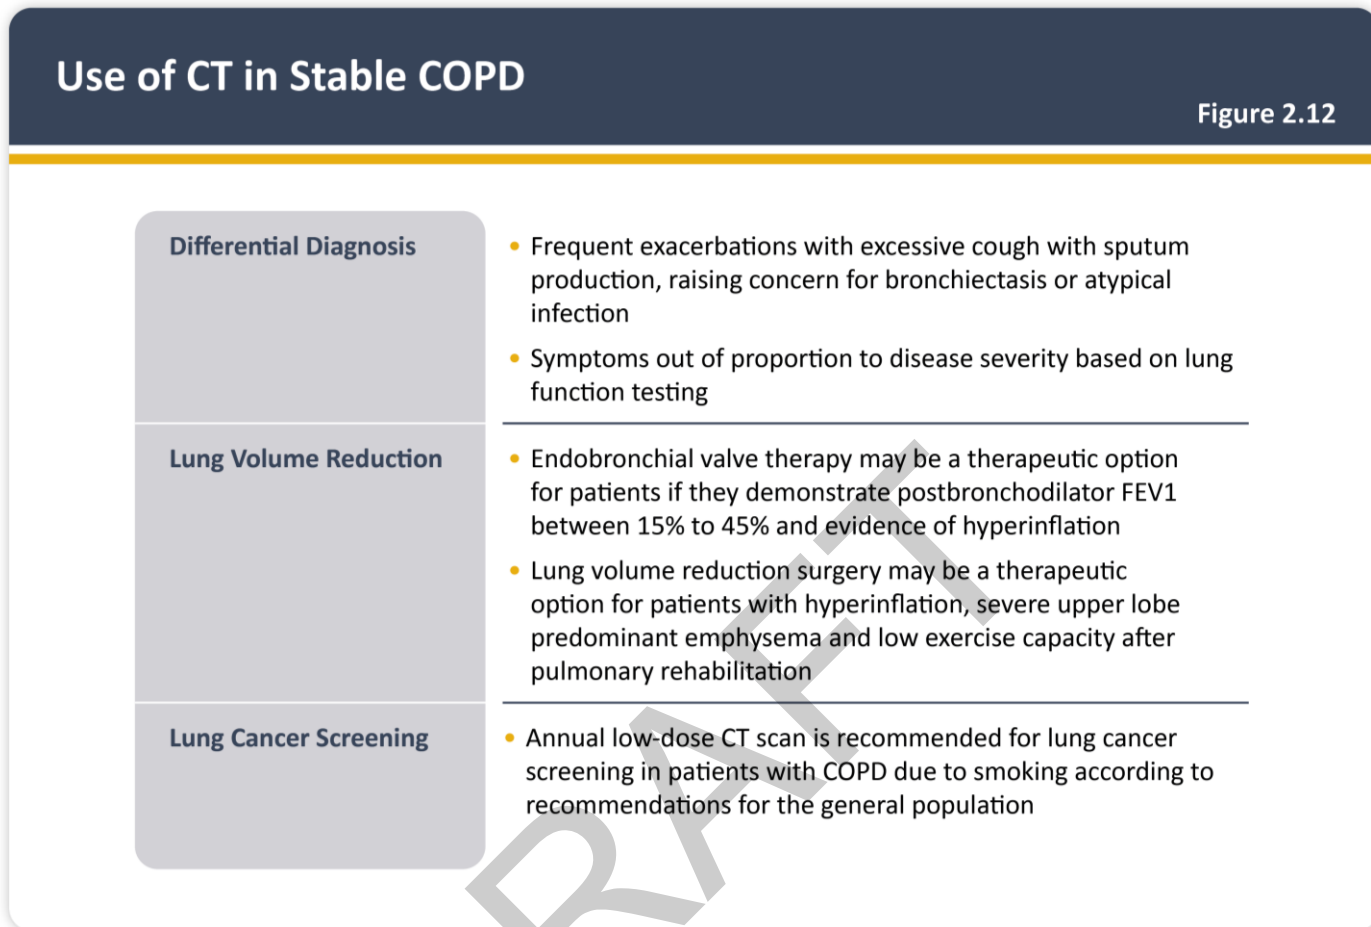 Use of CT in Stable COPD
Figure 2.12
Differential Diagnosis
• Frequent exacerbations with excessive cough with sputum
production, raising concern for bronchiectasis or atypical
infection
• Symptoms out of proportion to disease severity based on lung
function testing
Lung Volume Reduction
• Endobronchial valve therapy may be a therapeutic option
for patients if they demonstrate postbronchodilator FEV1
between 15% to 45% and evidence of hyperinflation
• Lung volume reduction surgery may be a therapeutic
option for patients with hyperinflation, severe upper lobe
predominant emphysema and low exercise capacity after
pulmonary rehabilitation
Lung Cancer Screening
• Annual low-dose CT scan is recommended for lung cancer
screening in patients with COPD due to smoking according to
recommendations for the general population
RAFT